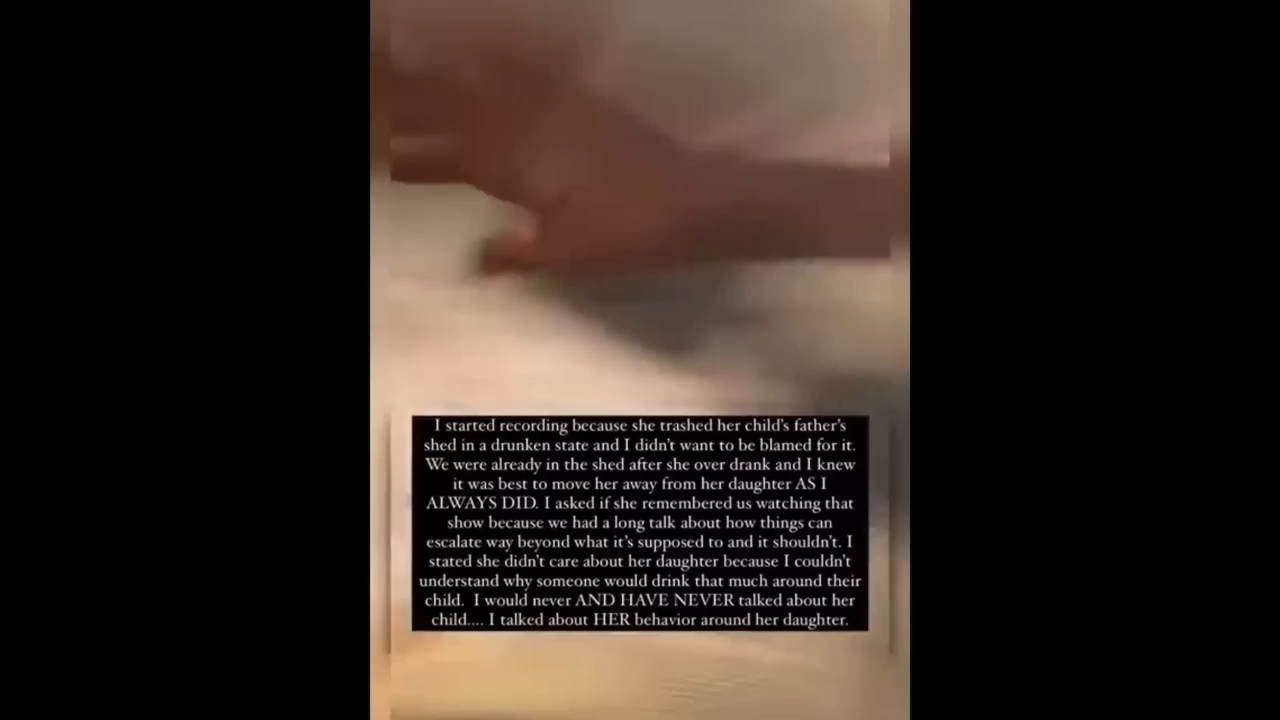 I started recording because she trashed her child's father's
shed in a drunken state and I didn't want to be blamed for it.
We were already in the shed after she over drank and I knew
it was best to move her away from her daughter AS I
ALWAYS DID. I asked if she remembered us watching that
show because we had a long talk about how things can
escalate way beyond what it's supposed to and it shouldn't. I
stated she didn't care about her daughter because I couldn't
understand why someone would drink that much around their
child.  I would never AND HAVE NEVER talked about her
child.... I talked about HER behavior around her daughter.